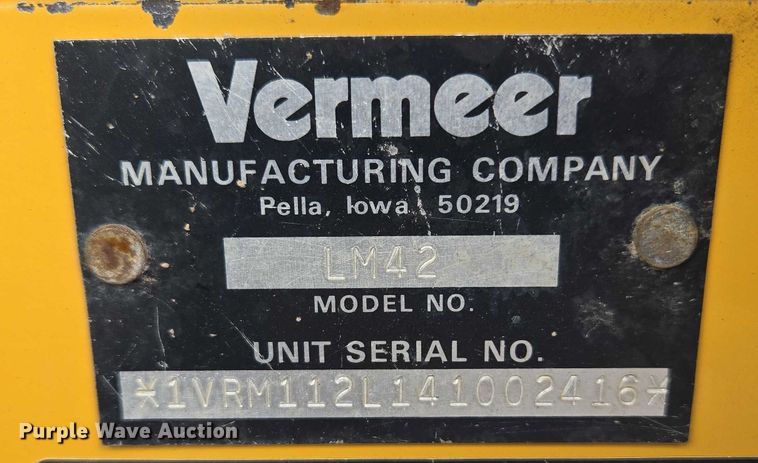 Vermeer
MANUFACTURING COMPANY
Pella, Iowa 50219
LM42
MODEL NO.
UNIT SERIAL NO.
*1VRM112L141002416*
Purple Wave Auction